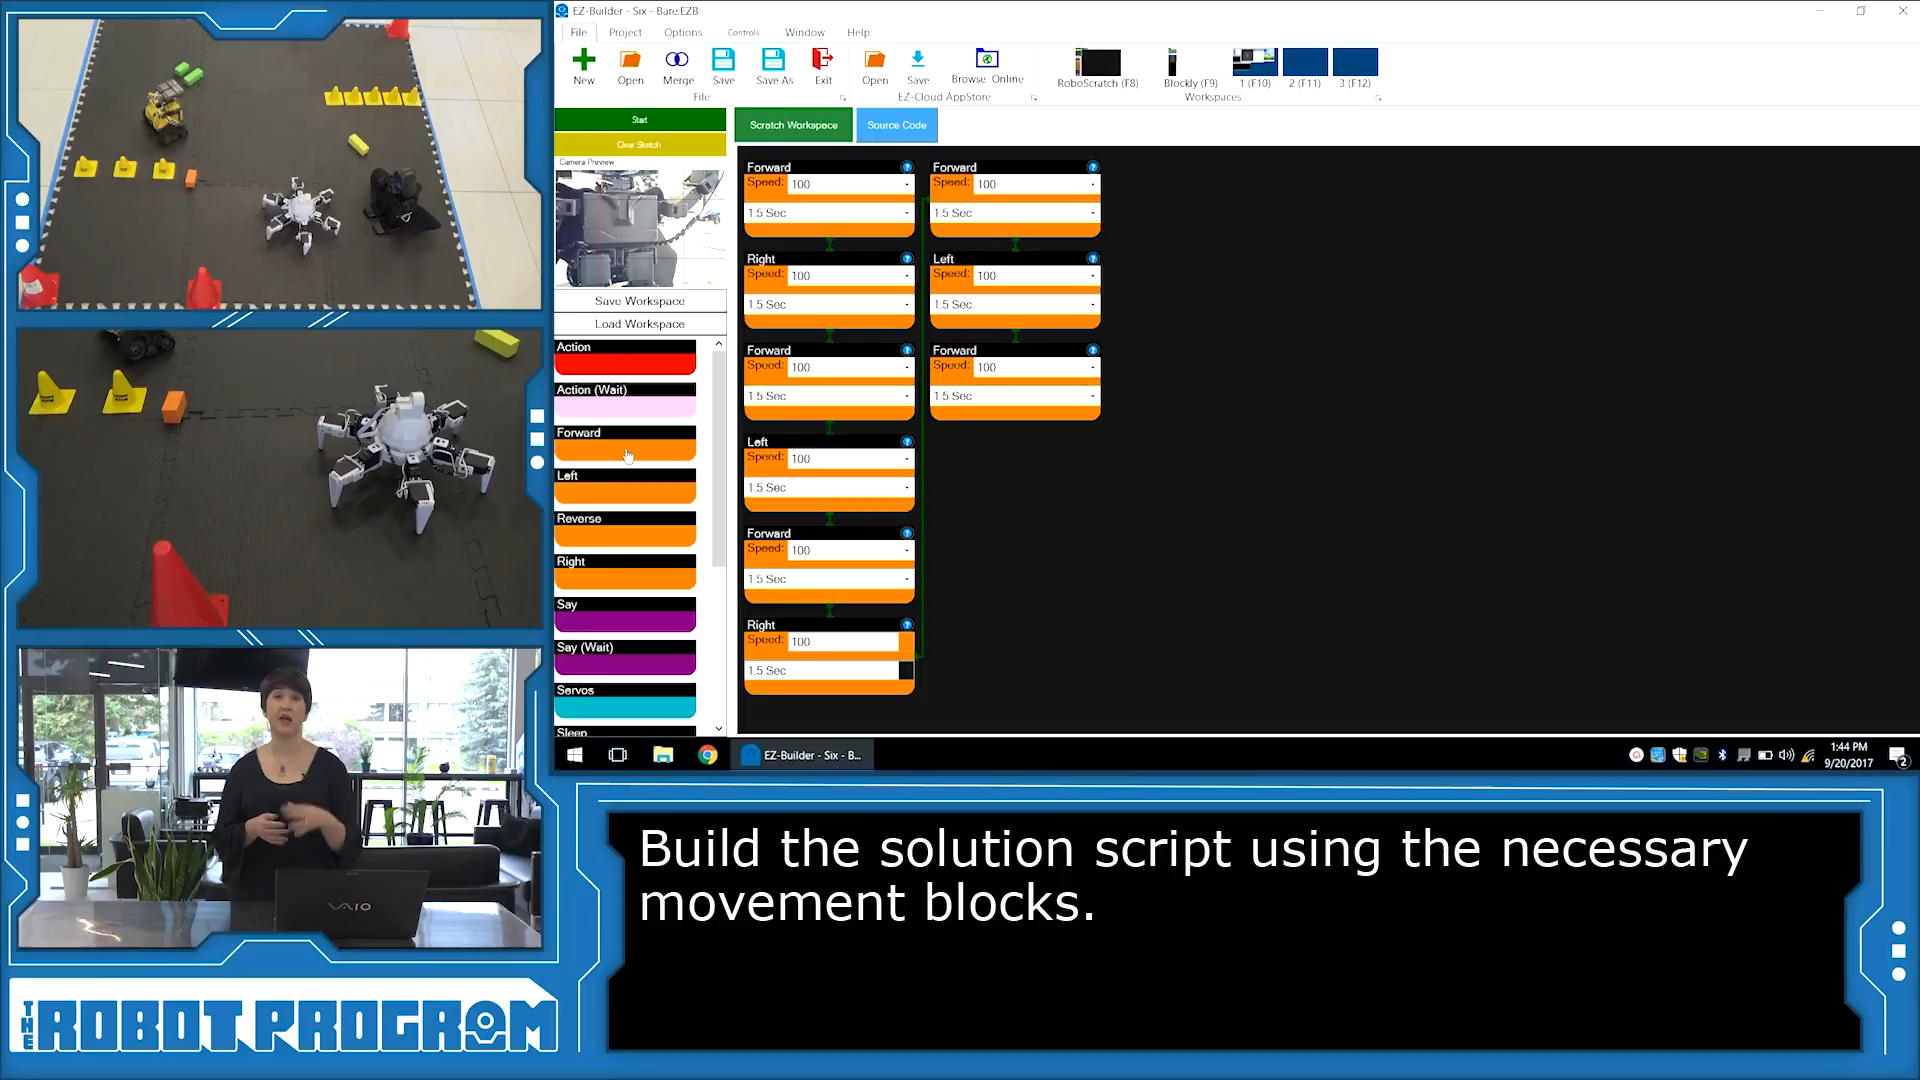 EZ-Builder - Six - Bare.EZB
File Project Options Controls Window Help
New Open Merge Save Save As Exit Open Save Browse Online RoboScratch (F8) Blockly (F9) 1 (F10) 2 (F11) 3 (F12)
File EZ-Cloud AppStore Workspaces
Start
Clear Sketch
Camera Preview
Save Workspace
Load Workspace
Action
Action (Wait)
Forward
Left
Reverse
Right
Say
Say (Wait)
Servos
Sleep
Scratch Workspace Source Code
Forward
Speed: 100
1.5 Sec
Right
Speed: 100
1.5 Sec
Forward
Speed: 100
1.5 Sec
Left
Speed: 100
1.5 Sec
Forward
Speed: 100
1.5 Sec
Right
Speed: 100
1.5 Sec
Forward
Speed: 100
1.5 Sec
Left
Speed: 100
1.5 Sec
Forward
Speed: 100
1.5 Sec
EZ-Builder - Six - B...
1:44 PM
9/20/2017
2
VAIO
Build the solution script using the necessary
movement blocks.
THE ROBOT PROGRAM